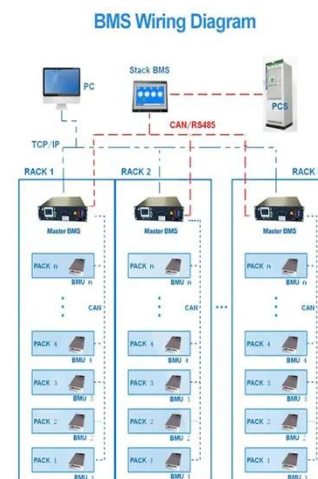 BMS Wiring Diagram
Stack BMS
PC
PCS
CAN/RS485
TCP/IP
RACK 1
RACK 2
RACK
Master BMS
Master BMS
Master BMS
PACK n
BMU n
PACK n
BMU n
PACK n
BMU n
CAN
CAN
CAN
PACK 4
BMU 4
PACK 4
BMU 4
PACK 4
BMU 4
PACK 3
BMU 3
PACK 3
BMU 3
PACK 3
BMU 3
PACK 2
BMU 2
PACK 2
BMU 2
PACK 2
BMU 2
PACK 1
BMU 1
PACK 1
BMU 1
PACK 1
BMU 1